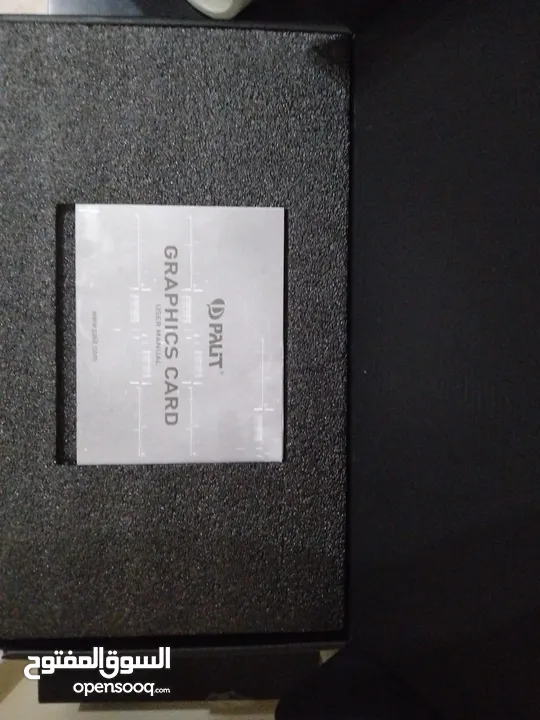 PALIT®
GRAPHICS CARD
USER MANUAL
www.palit.com
السوق المفتوح
opensooq.com